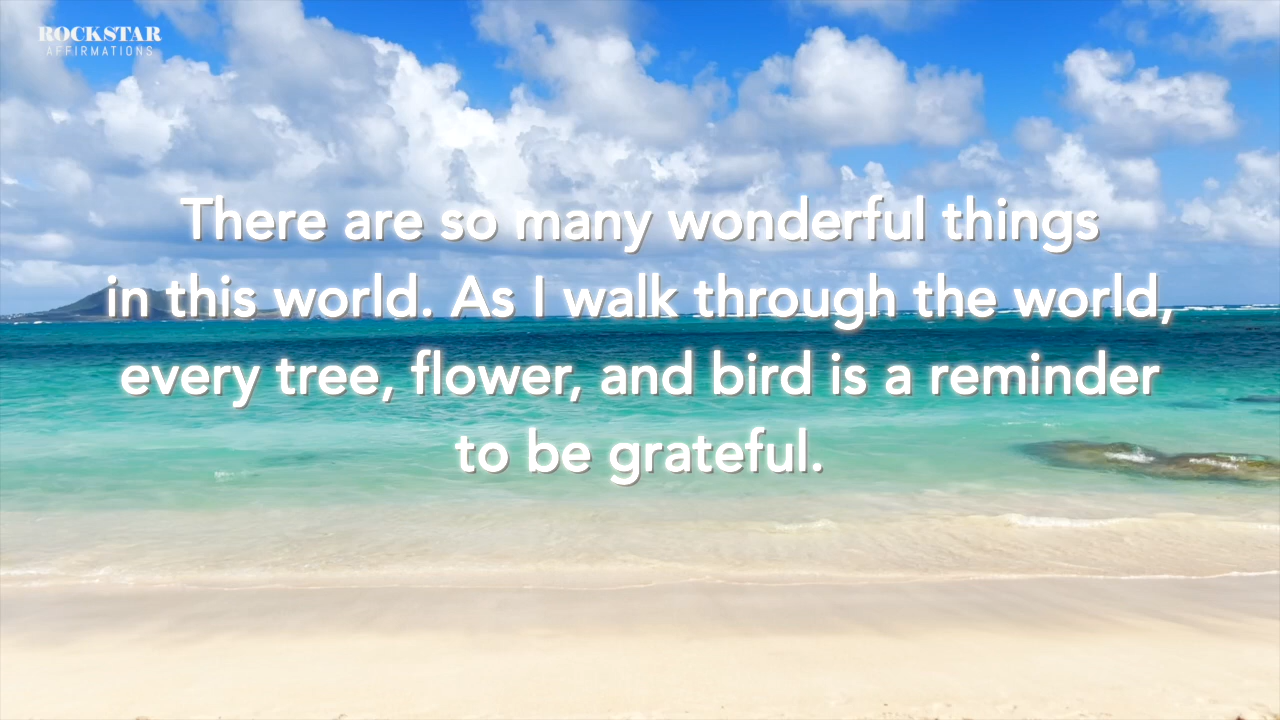 ROCKSTAR
AFFIRMATIONS
There are so many wonderful things
in this world. As I walk through the world,
every tree, flower, and bird is a reminder
to be grateful.